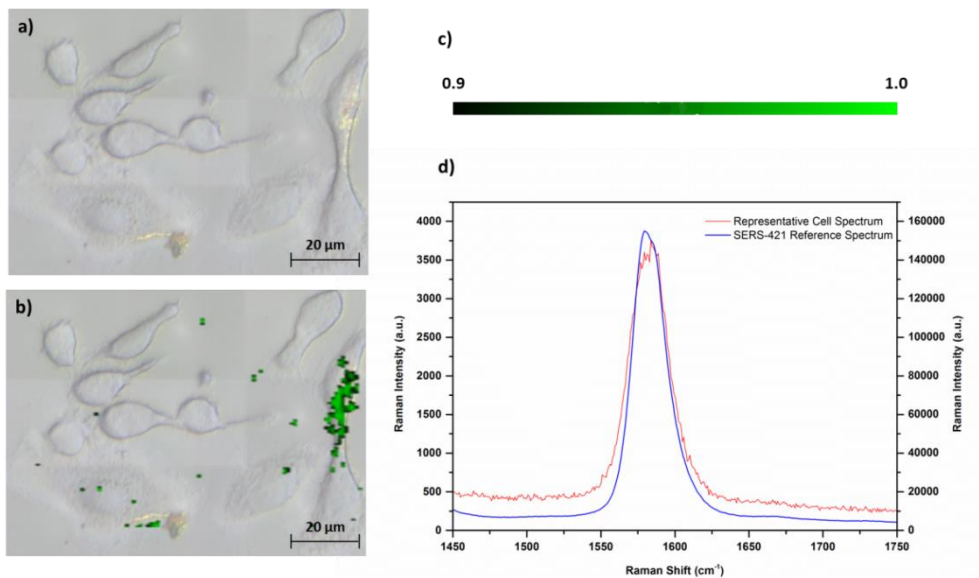 a)
20 µm
b)
20 µm
c)
0.9 1.0
d)
Representative Cell Spectrum
SERS-421 Reference Spectrum
Raman Intensity (a.u.)
4000
3500
3000
2500
2000
1500
1000
500
0
160000
140000
120000
100000
80000
60000
40000
20000
0
Raman Intensity (a.u.)
1450 1500 1550 1600 1650 1700 1750
Raman Shift (cm⁻¹)